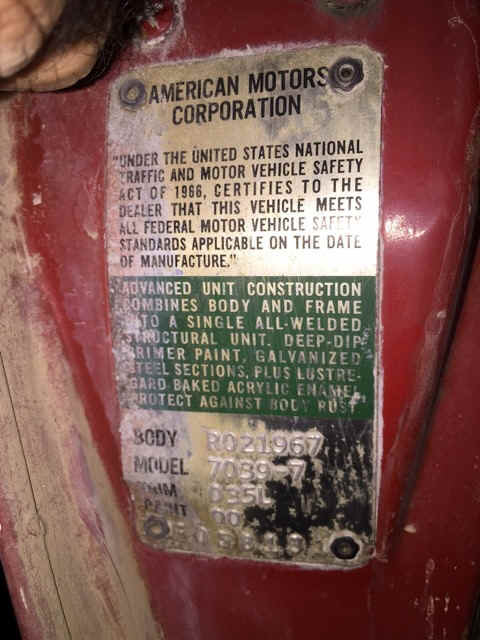 AMERICAN MOTORS
CORPORATION
"UNDER THE UNITED STATES NATIONAL
TRAFFIC AND MOTOR VEHICLE SAFETY
ACT OF 1966, CERTIFIES TO THE
DEALER THAT THIS VEHICLE MEETS
ALL FEDERAL MOTOR VEHICLE SAFETY
STANDARDS APPLICABLE ON THE DATE
OF MANUFACTURE."
ADVANCED UNIT CONSTRUCTION
COMBINES BODY AND FRAME
INTO A SINGLE ALL-WELDED
STRUCTURAL UNIT. DEEP-DIP
PRIMER PAINT, GALVANIZED
STEEL SECTIONS, PLUS LUSTRE-
GARD BAKED ACRYLIC ENAMEL
PROTECT AGAINST BODY RUST
BODY R021967
MODEL 7039-7
TRIM 035L
PAINT 00